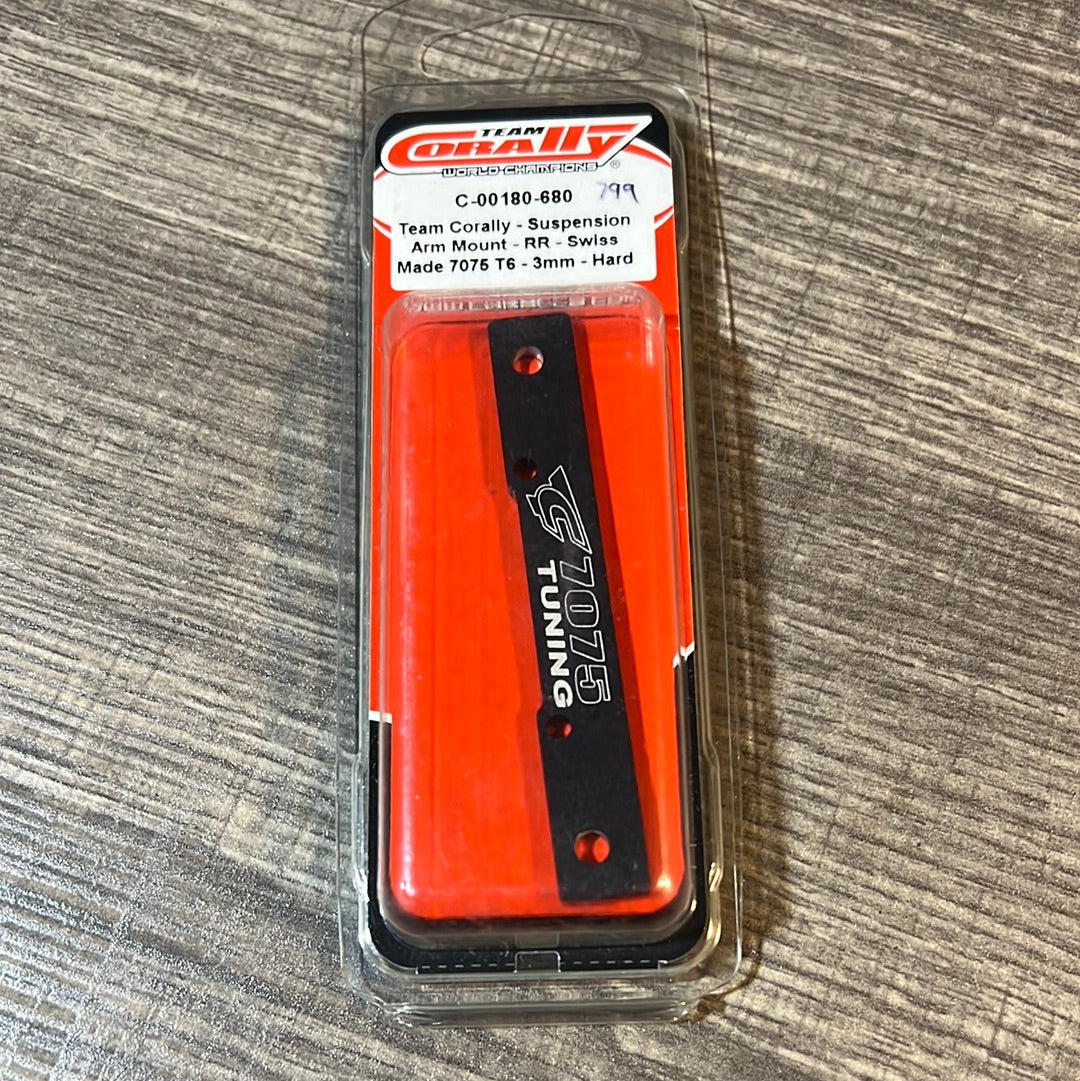 TEAM
CORALLY
WORLD CHAMPIONS ®
C-00180-680 799
Team Corally - Suspension
Arm Mount - RR - Swiss
Made 7075 T6 - 3mm - Hard
7075
TUNING